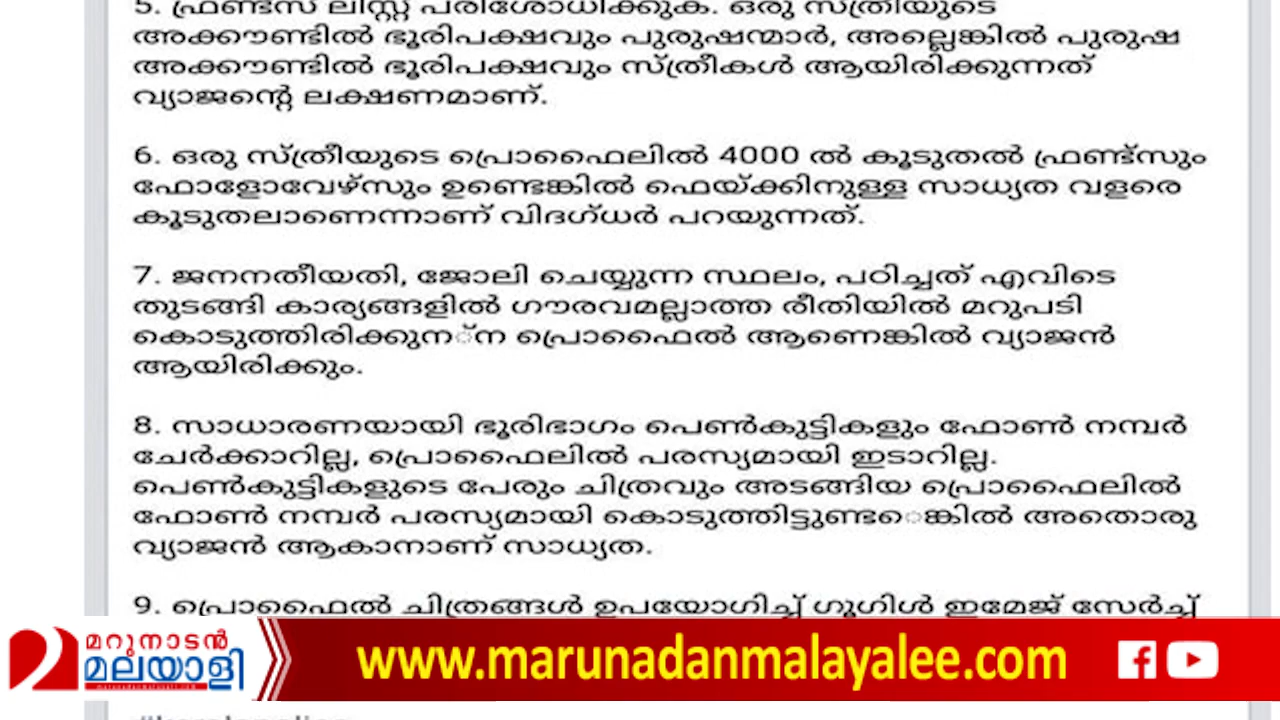 5. ഫ്രണ്ട്സ് ലിസ്റ്റ് പരിശോധിക്കുക. ഒരു സ്ത്രീയുടെ
അക്കൗണ്ടിൽ ഭൂരിപക്ഷവും പുരുഷന്മാർ, അല്ലെങ്കിൽ പുരുഷ
അക്കൗണ്ടിൽ ഭൂരിപക്ഷവും സ്ത്രീകൾ ആയിരിക്കുന്നത്
വ്യാജന്റെ ലക്ഷണമാണ്.
6. ഒരു സ്ത്രീയുടെ പ്രൊഫൈലിൽ 4000 ൽ കൂടുതൽ ഫ്രണ്ട്സും
ഫോളോവേഴ്സും ഉണ്ടെങ്കിൽ ഫെയ്ക്കിനുള്ള സാധ്യത വളരെ
കൂടുതലാണെന്നാണ് വിദഗ്ധർ പറയുന്നത്.
7. ജനനതീയതി, ജോലി ചെയ്യുന്ന സ്ഥലം, പഠിച്ചത് എവിടെ
തുടങ്ങി കാര്യങ്ങളിൽ ഗൗരവമല്ലാത്ത രീതിയിൽ മറുപടി
കൊടുത്തിരിക്കുന ്ന പ്രൊഫൈൽ ആണെങ്കിൽ വ്യാജൻ
ആയിരിക്കും.
8. സാധാരണയായി ഭൂരിഭാഗം പെൺകുട്ടികളും ഫോൺ നമ്പർ
ചേർക്കാറില്ല, പ്രൊഫൈലിൽ പരസ്യമായി ഇടാറില്ല.
പെൺകുട്ടികളുടെ പേരും ചിത്രവും അടങ്ങിയ പ്രൊഫൈലിൽ
ഫോൺ നമ്പർ പരസ്യമായി കൊടുത്തിട്ടുണ്ട െങ്കിൽ അതൊരു
വ്യാജൻ ആകാനാണ് സാധ്യത.
9. പ്രൊഫൈൽ ചിത്രങ്ങൾ ഉപയോഗിച്ച് ഗൂഗിൾ ഇമേജ് സേർച്ച്
മറുനാടൻ
മലയാളി
www.marunadanmalayalee.com